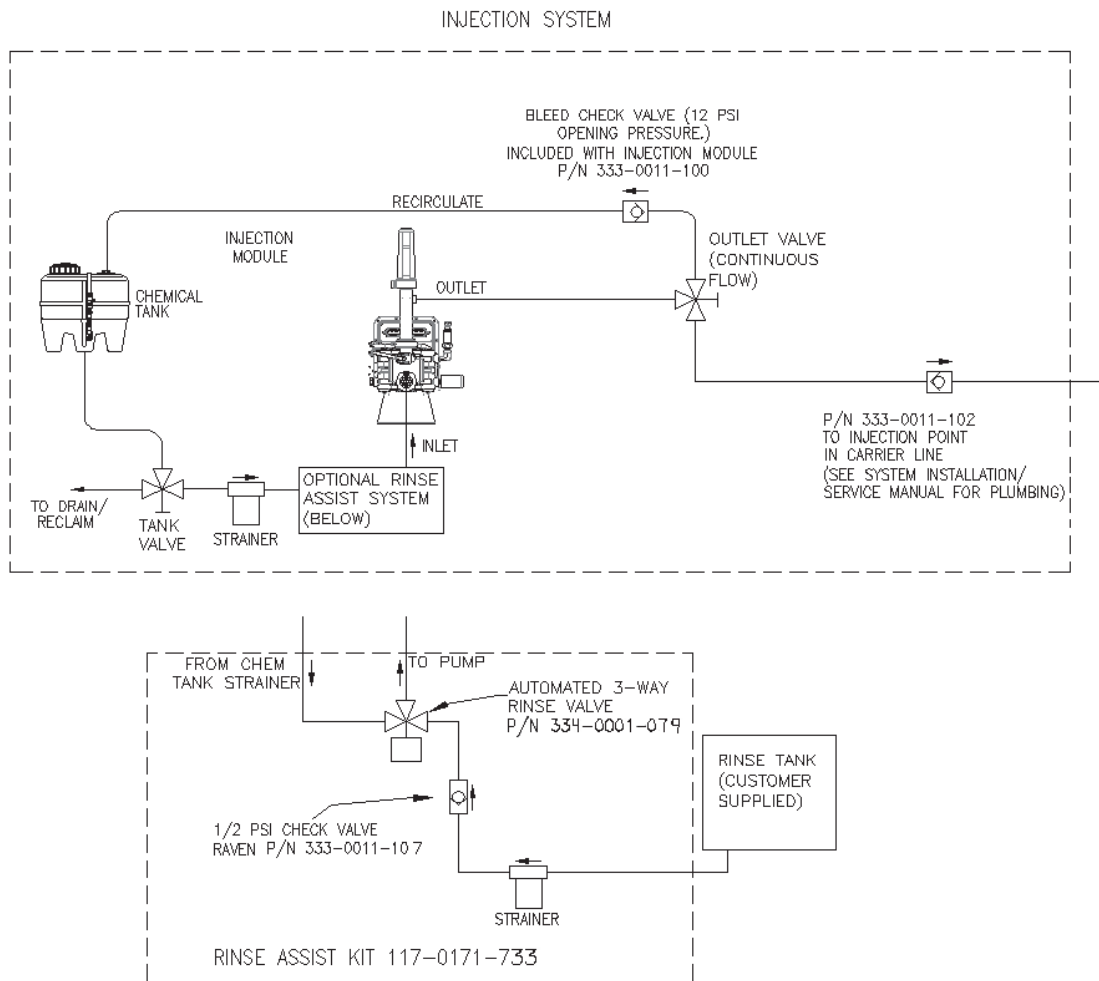 INJECTION SYSTEM
BLEED CHECK VALVE (12 PSI
OPENING PRESSURE.)
INCLUDED WITH INJECTION MODULE
P/N 333-0011-100
RECIRCULATE
INJECTION
MODULE
OUTLET VALVE
(CONTINUOUS
FLOW)
CHEMICAL
TANK
OUTLET
P/N 333-0011-102
TO INJECTION POINT
IN CARRIER LINE
(SEE SYSTEM INSTALLATION/
SERVICE MANUAL FOR PLUMBING)
INLET
OPTIONAL RINSE
ASSIST SYSTEM
(BELOW)
TO DRAIN/
RECLAIM
TANK
VALVE
STRAINER
FROM CHEM
TANK STRAINER
TO PUMP
AUTOMATED 3-WAY
RINSE VALVE
P/N 334-0001-079
RINSE TANK
(CUSTOMER
SUPPLIED)
1/2 PSI CHECK VALVE
RAVEN P/N 333-0011-107
STRAINER
RINSE ASSIST KIT 117-0171-733